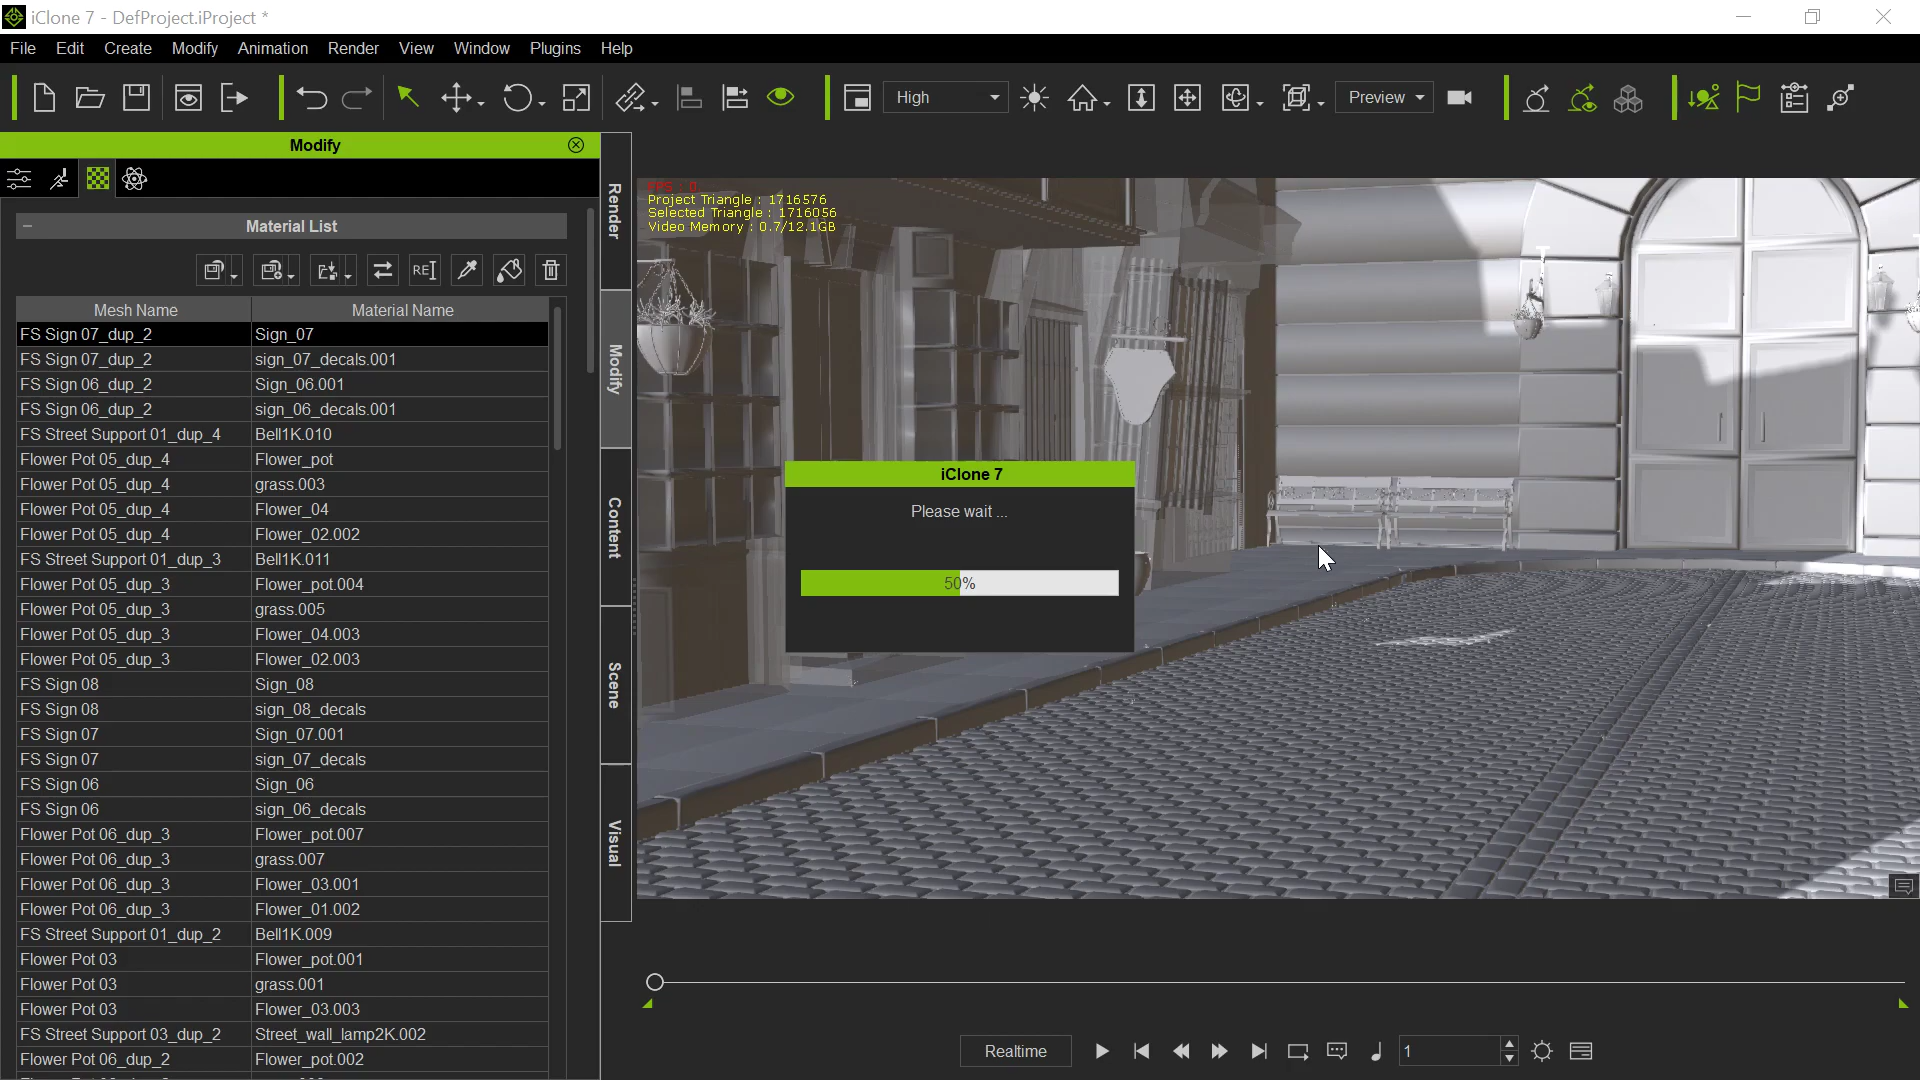 iClone 7 - DefProject.iProject *
File Edit Create Modify Animation Render View Window Plugins Help
High Preview
Modify
Material List
REI
Mesh Name Material Name
FS Sign 07_dup_2 Sign_07
FS Sign 07_dup_2 sign_07_decals.001
FS Sign 06_dup_2 Sign_06.001
FS Sign 06_dup_2 sign_06_decals.001
FS Street Support 01_dup_4 Bell1K.010
Flower Pot 05_dup_4 Flower_pot
Flower Pot 05_dup_4 grass.003
Flower Pot 05_dup_4 Flower_04
Flower Pot 05_dup_4 Flower_02.002
FS Street Support 01_dup_3 Bell1K.011
Flower Pot 05_dup_3 Flower_pot.004
Flower Pot 05_dup_3 grass.005
Flower Pot 05_dup_3 Flower_04.003
Flower Pot 05_dup_3 Flower_02.003
FS Sign 08 Sign_08
FS Sign 08 sign_08_decals
FS Sign 07 Sign_07.001
FS Sign 07 sign_07_decals
FS Sign 06 Sign_06
FS Sign 06 sign_06_decals
Flower Pot 06_dup_3 Flower_pot.007
Flower Pot 06_dup_3 grass.007
Flower Pot 06_dup_3 Flower_03.001
Flower Pot 06_dup_3 Flower_01.002
FS Street Support 01_dup_2 Bell1K.009
Flower Pot 03 Flower_pot.001
Flower Pot 03 grass.001
Flower Pot 03 Flower_03.003
FS Street Support 03_dup_2 Street_wall_lamp2K.002
Flower Pot 06_dup_2 Flower_pot.002
Render
Modify
Content
Scene
Visual
FPS : 0
Project Triangle : 1716576
Selected Triangle : 1716056
Video Memory : 0.7/12.1GB
iClone 7
Please wait ...
50%
Realtime 1